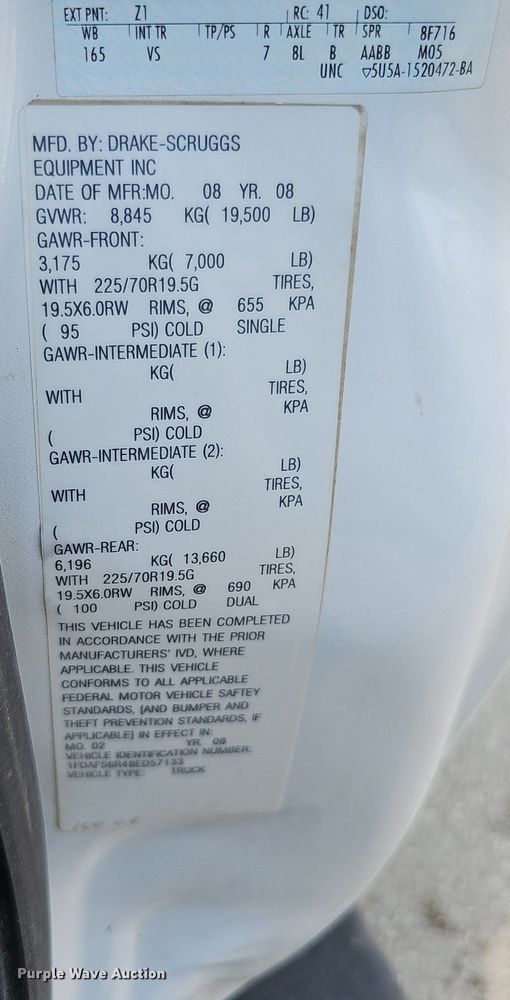 EXT PNT: Z1 RC: 41 DSO:
WB INT TR TP/PS R AXLE TR SPR 8F716
165 VS 7 8L B AABB M05
UNC ▽5U5A-1520472-BA
MFD. BY: DRAKE-SCRUGGS
EQUIPMENT INC
DATE OF MFR:MO. 08 YR. 08
GVWR: 8,845 KG( 19,500 LB)
GAWR-FRONT:
3,175 KG( 7,000 LB)
WITH 225/70R19.5G TIRES,
19.5X6.0RW RIMS, @ 655 KPA
( 95 PSI) COLD SINGLE
GAWR-INTERMEDIATE (1):
KG( LB)
WITH TIRES,
RIMS, @ KPA
( PSI) COLD
GAWR-INTERMEDIATE (2):
KG( LB)
WITH TIRES,
RIMS, @ KPA
( PSI) COLD
GAWR-REAR:
6,196 KG( 13,660 LB)
WITH 225/70R19.5G TIRES,
19.5X6.0RW RIMS, @ 690 KPA
( 100 PSI) COLD DUAL
THIS VEHICLE HAS BEEN COMPLETED
IN ACCORDANCE WITH THE PRIOR
MANUFACTURERS' IVD, WHERE
APPLICABLE. THIS VEHICLE
CONFORMS TO ALL APPLICABLE
FEDERAL MOTOR VEHICLE SAFTEY
STANDARDS, [AND BUMPER AND
THEFT PREVENTION STANDARDS, IF
APPLICABLE] IN EFFECT IN:
MO. 02 YR. 08
VEHICLE IDENTIFICATION NUMBER:
1FDAF56R48ED57133
VEHICLE TYPE: TRUCK
Purple Wave Auction